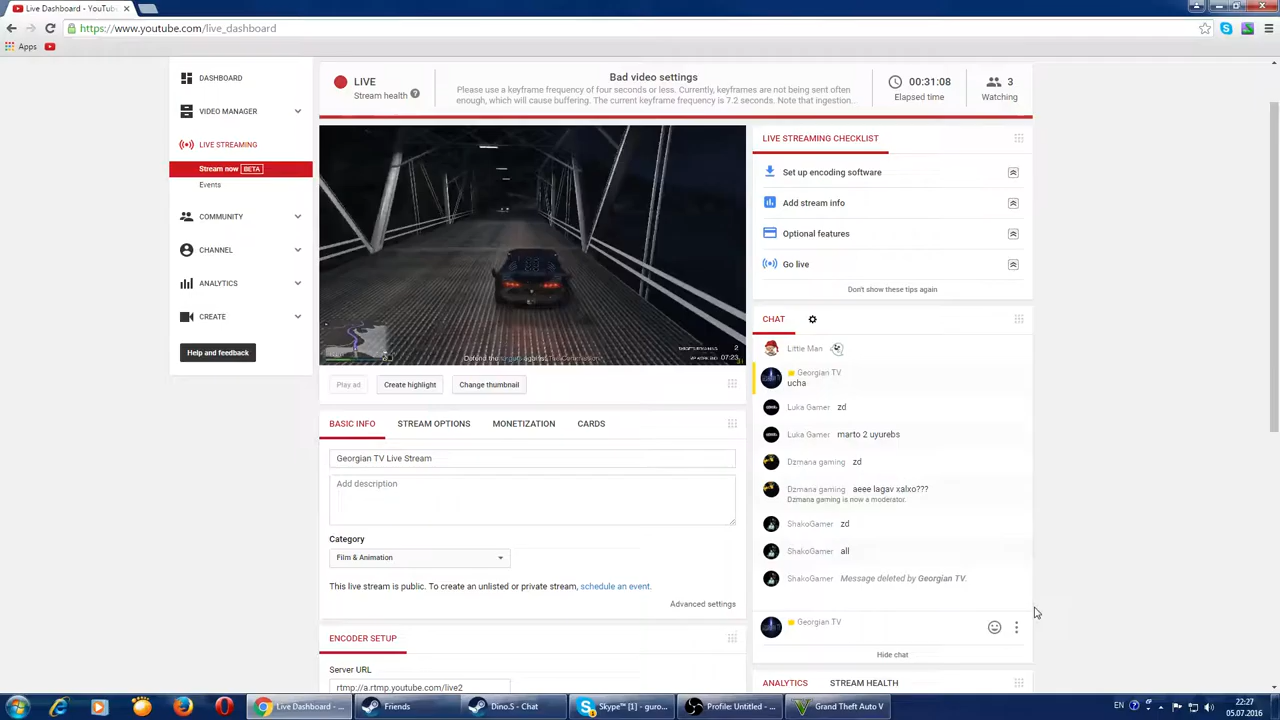 Live Dashboard - YouTu
https://www.youtube.com/live_dashboard
Apps
DASHBOARD
VIDEO MANAGER
LIVE STREAMING
Stream now BETA
Events
COMMUNITY
CHANNEL
ANALYTICS
CREATE
Help and feedback
LIVE
Stream health
Bad video settings
Please use a keyframe frequency of four seconds or less. Currently, keyframes are not being sent often
enough, which will cause buffering. The current keyframe frequency is 7.2 seconds. Note that ingestion...
00:31:08
Elapsed time
3
Watching
2
07:23
Play ad
Create highlight
Change thumbnail
BASIC INFO
STREAM OPTIONS
MONETIZATION
CARDS
Georgian TV Live Stream
Add description
Category
Film & Animation
This live stream is public. To create an unlisted or private stream, schedule an event.
Advanced settings
ENCODER SETUP
Server URL
rtmp://a.rtmp.youtube.com/live2
LIVE STREAMING CHECKLIST
Set up encoding software
Add stream info
Optional features
Go live
Don't show these tips again
CHAT
Little Man
Georgian TV
ucha
Luka Gamer zd
Luka Gamer marto 2 uyurebs
Dzmana gaming zd
Dzmana gaming aeee lagav xalxo???
Dzmana gaming is now a moderator.
ShakoGamer zd
ShakoGamer all
ShakoGamer Message deleted by Georgian TV.
Georgian TV
Hide chat
ANALYTICS
STREAM HEALTH
Live Dashboard - ...
Friends
Dino.S - Chat
Skype™ [1] - guro...
Profile: Untitled - ...
Grand Theft Auto V
EN
22:27
05.07.2016